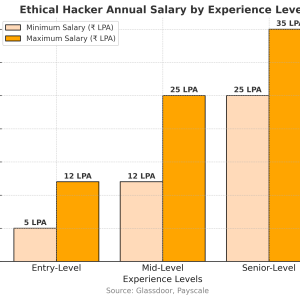 Ethical Hacker Annual Salary by Experience Leve
Minimum Salary (₹ LPA)
Maximum Salary (₹ LPA)
35 LPA
25 LPA
25 LPA
12 LPA
12 LPA
5 LPA
Entry-Level
Mid-Level
Senior-Level
Experience Levels
Source: Glassdoor, Payscale